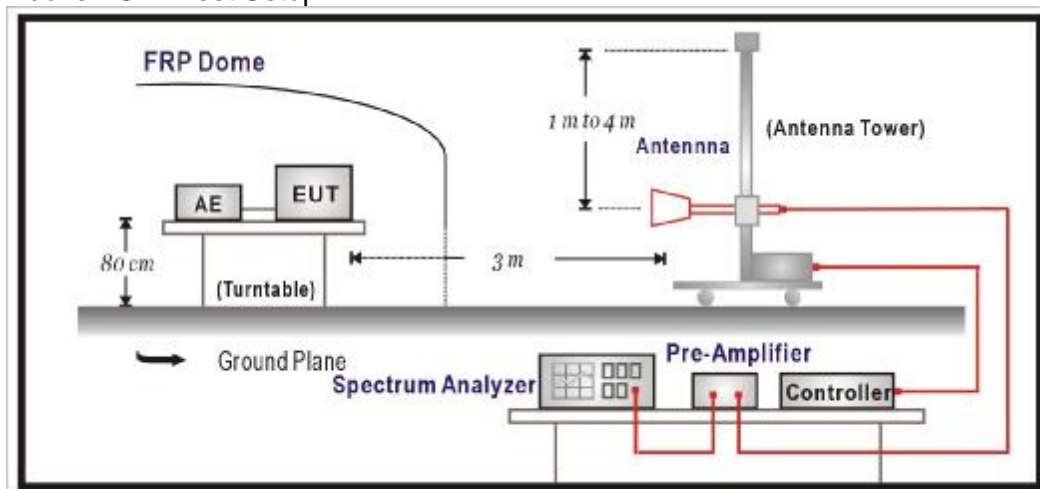 FRP Dome
1 m to 4 m
(Antenna Tower)
Antennna
AE
EUT
80 cm
3 m
(Turntable)
Ground Plane
Pre-Amplifier
Spectrum Analyzer
Controller